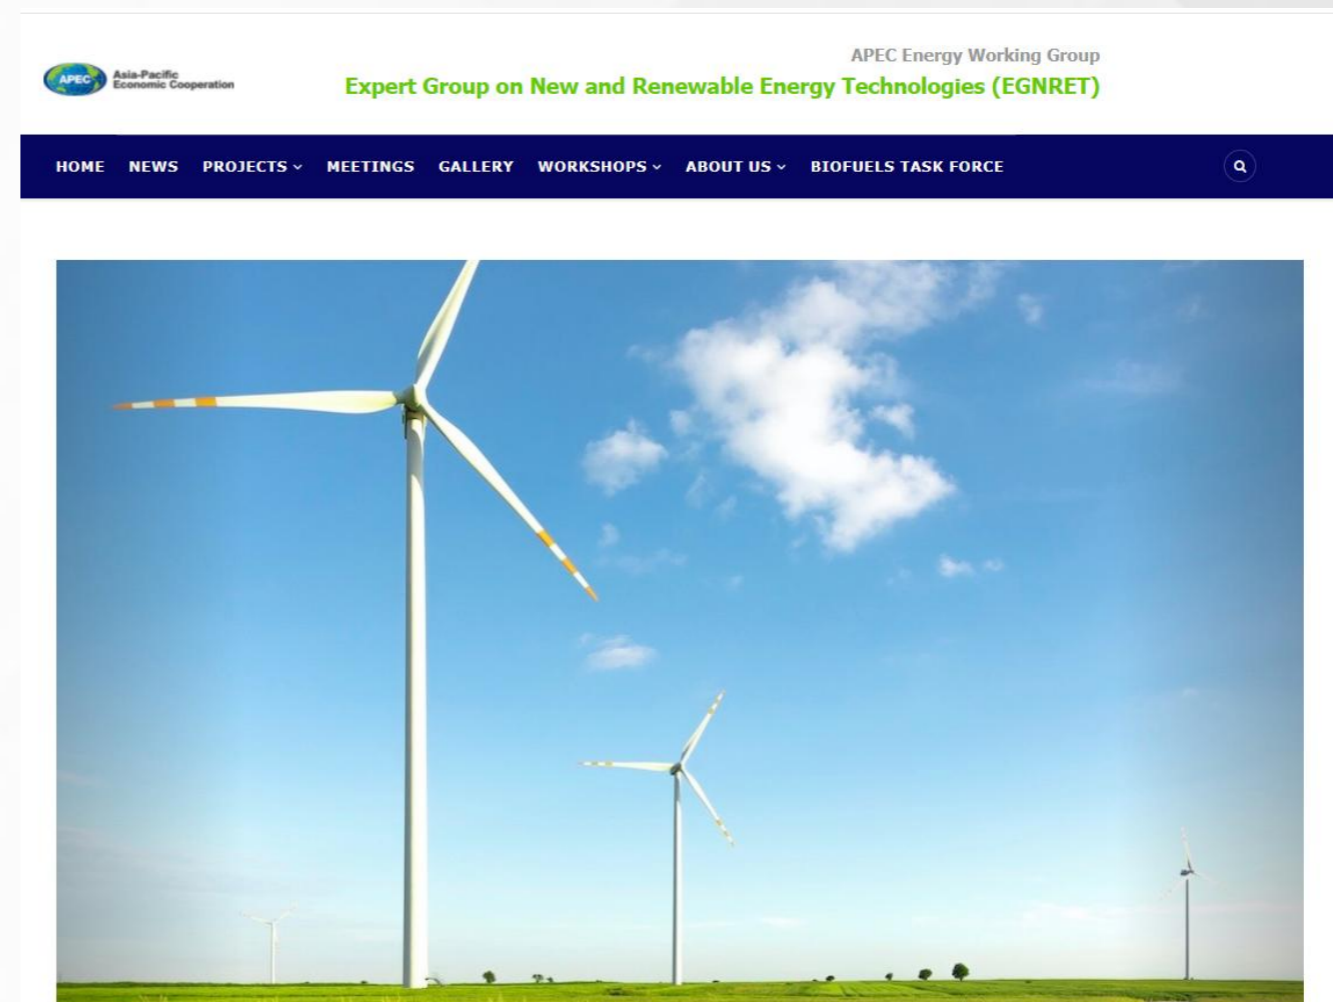 APEC
Asia-Pacific
Economic Cooperation
APEC Energy Working Group
Expert Group on New and Renewable Energy Technologies (EGNRET)
HOME NEWS PROJECTS MEETINGS GALLERY WORKSHOPS ABOUT US BIOFUELS TASK FORCE